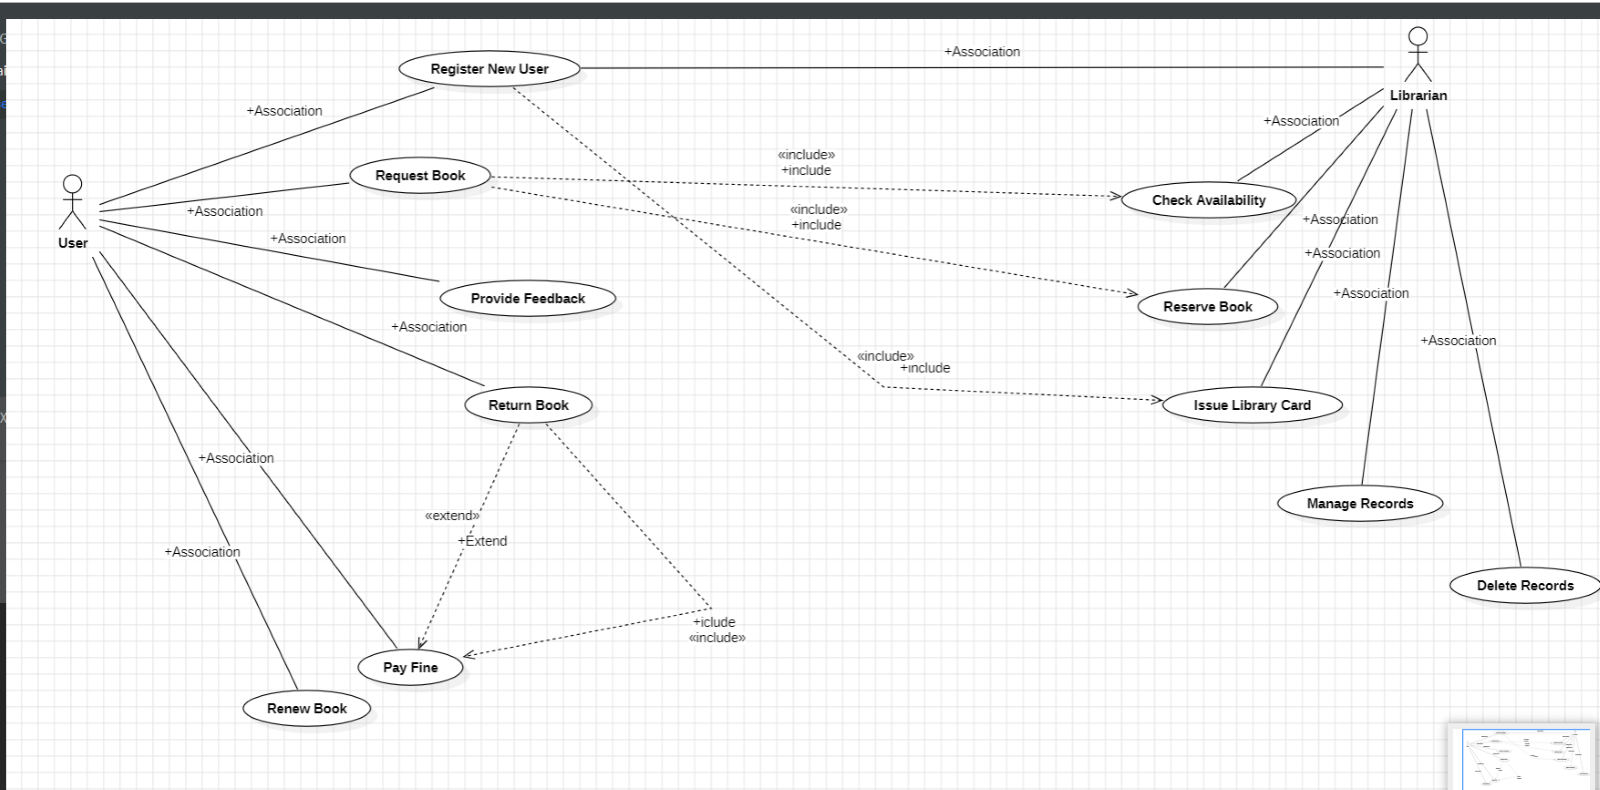 +Association
Register New User
Librarian
+Association
+Association
«include»
+include
Request Book
Check Availability
+Association
«include»
+include
+Association
User
+Association
+Association
+Association
Provide Feedback
Reserve Book
+Association
+Association
«include»
+include
Return Book
Issue Library Card
+Association
Manage Records
«extend»
+Extend
+Association
Delete Records
+iclude
«include»
Pay Fine
Renew Book